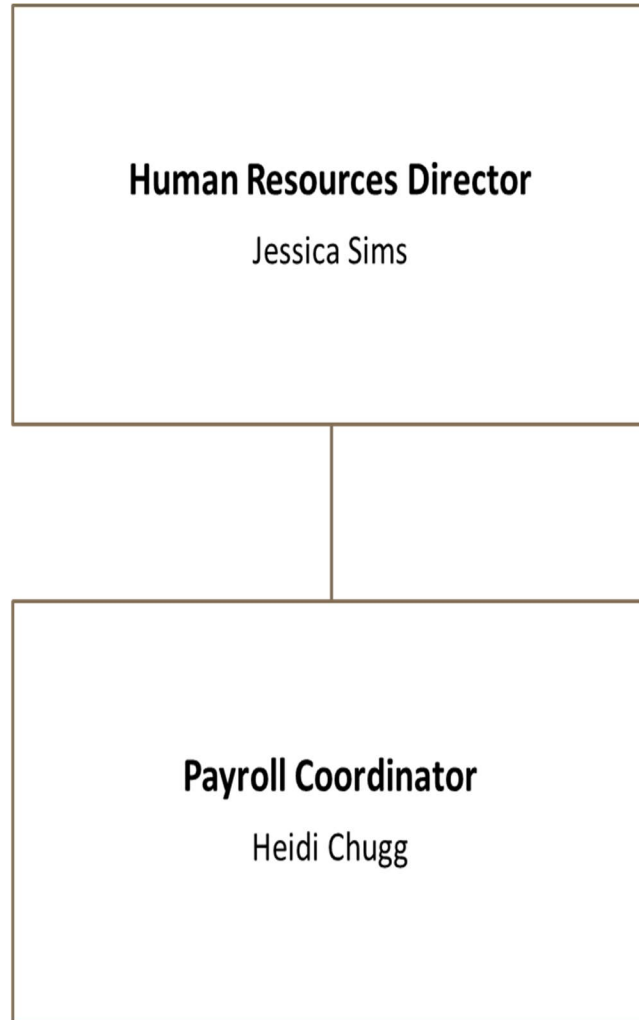 Human Resources Director
Jessica Sims
Payroll Coordinator
Heidi Chugg